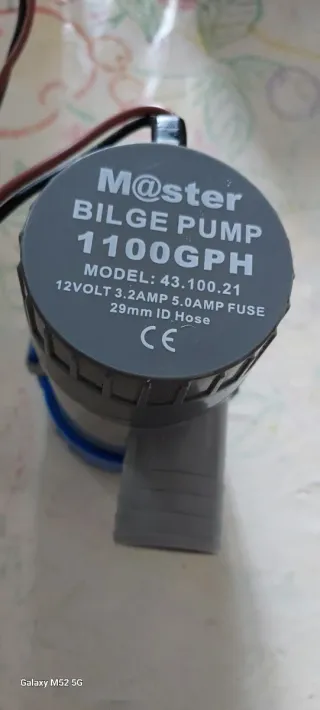 M@ster
BILGE PUMP
1100GPH
MODEL: 43.100.21
12VOLT 3.2AMP 5.0AMP FUSE
29mm ID Hose
CE
Galaxy M52 5G